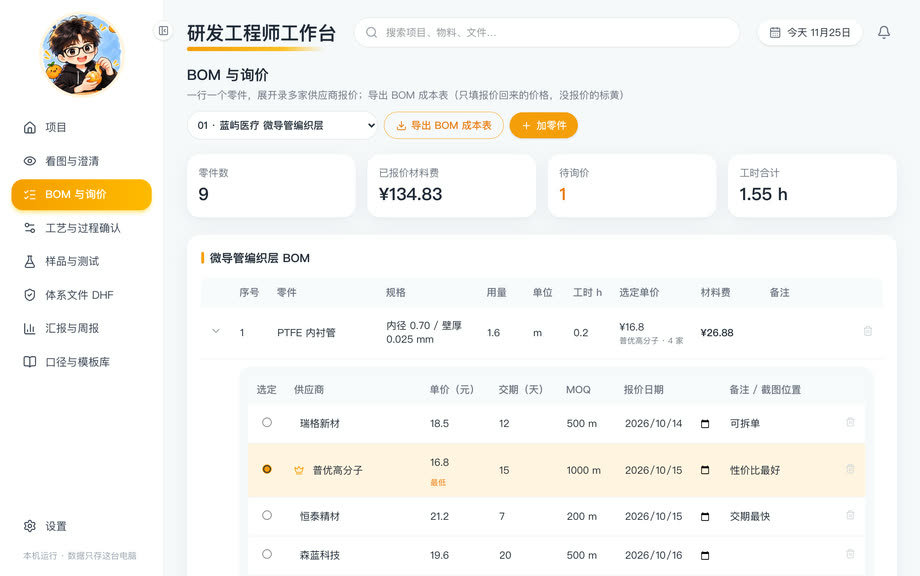 研发工程师工作台
搜索项目、物料、文件...
今天 11月25日
项目
看图与澄清
BOM 与询价
工艺与过程确认
样品与测试
体系文件 DHF
汇报与周报
口径与模板库
设置
本机运行 · 数据只存这台电脑
BOM 与询价
一行一个零件，展开录多家供应商报价；导出 BOM 成本表（只填报价回来的价格，没报价的标黄）
01 · 蓝屿医疗 微导管编织层
导出 BOM 成本表
+ 加零件
零件数
9
已报价材料费
¥134.83
待询价
1
工时合计
1.55 h
微导管编织层 BOM
序号 零件 规格 用量 单位 工时 h 选定单价 材料费 备注
1 PTFE 内衬管 内径 0.70 / 壁厚 0.025 mm 1.6 m 0.2 ¥16.8 ¥26.88
普优高分子 · 4 家
选定 供应商 单价（元） 交期（天） MOQ 报价日期 备注 / 截图位置
瑞格新材 18.5 12 500 m 2026/10/14 可拆单
普优高分子 16.8 15 1000 m 2026/10/15 性价比最好
最低
恒泰精材 21.2 7 200 m 2026/10/15 交期最快
森蓝科技 19.6 20 500 m 2026/10/16